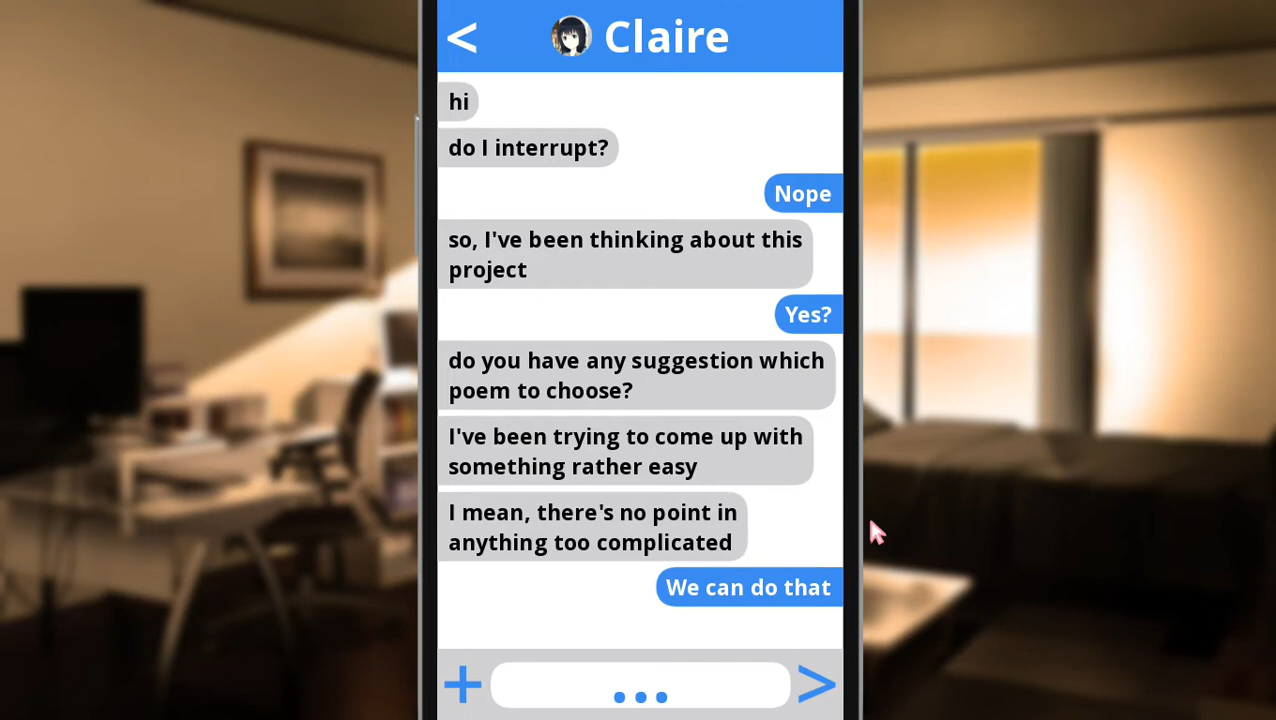 < Claire
hi
do I interrupt?
Nope
so, I've been thinking about this
project
Yes?
do you have any suggestion which
poem to choose?
I've been trying to come up with
something rather easy
I mean, there's no point in
anything too complicated
We can do that
+ ... >